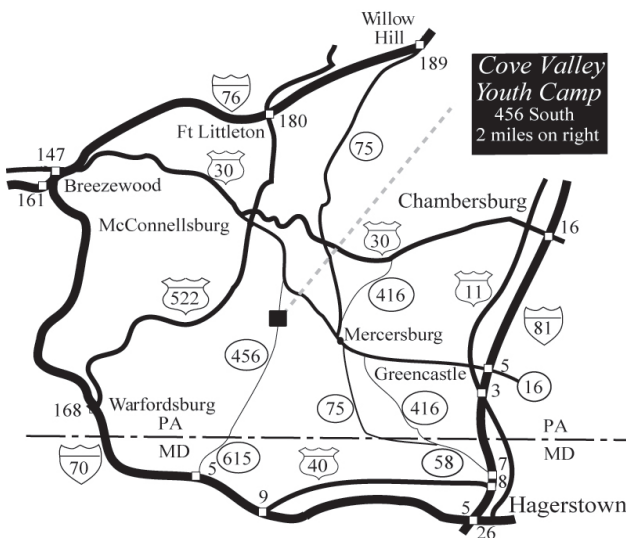 Willow
Hill
189
Cove Valley
Youth Camp
456 South
2 miles on right
76
180
Ft Littleton
75
147
30
161
Breezewood
McConnellsburg
Chambersburg
16
30
522
416
11
81
Mercersburg
456
5
Greencastle
16
3
168
Warfordsburg
75
416
PA
MD
PA
MD
70
615
5
40
58
7
8
9
5
26
Hagerstown